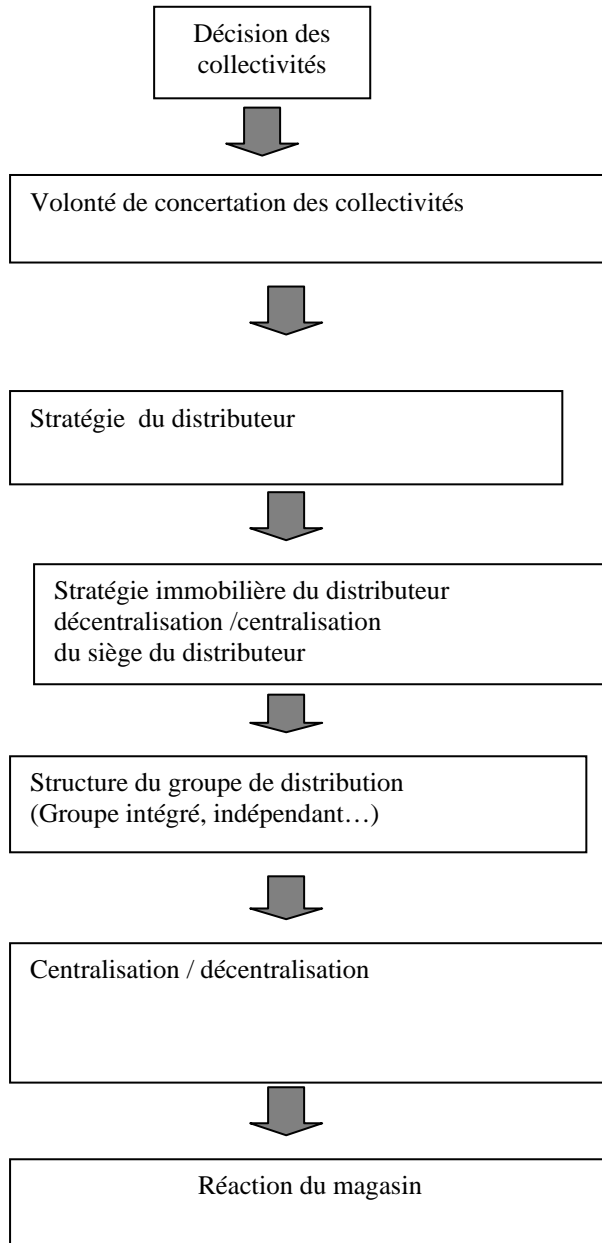 Décision des
collectivités
Volonté de concertation des collectivités
Stratégie du distributeur
Stratégie immobilière du distributeur
décentralisation /centralisation
du siège du distributeur
Structure du groupe de distribution
(Groupe intégré, indépendant…)
Centralisation / décentralisation
Réaction du magasin